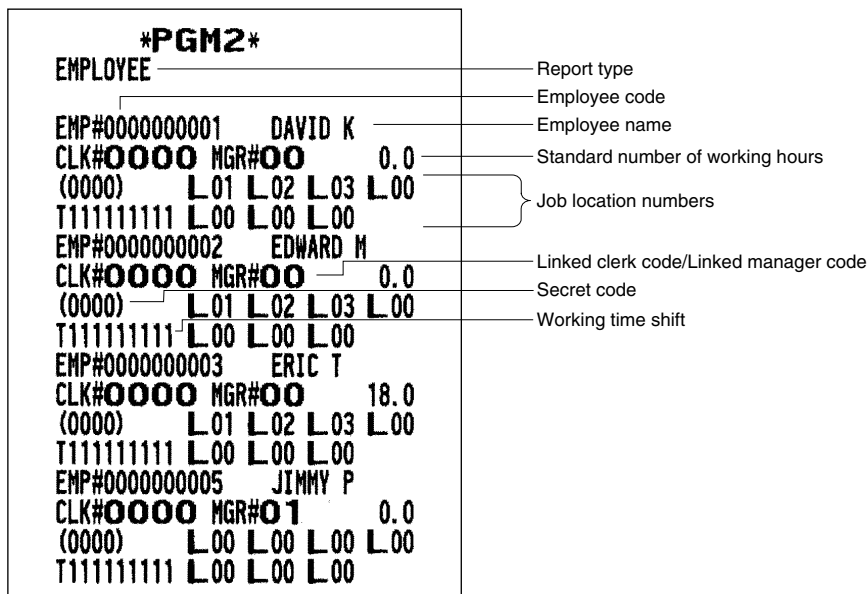 *PGM2*
EMPLOYEE
Report type
Employee code
EMP#0000000001 DAVID K
Employee name
CLK#0000 MGR#00 0.0
Standard number of working hours
(0000) L01 L02 L03 L00
Job location numbers
T111111111 L00 L00 L00
EMP#0000000002 EDWARD M
Linked clerk code/Linked manager code
CLK#0000 MGR#00 0.0
Secret code
(0000) L01 L02 L03 L00
Working time shift
T111111111 L00 L00 L00
EMP#0000000003 ERIC T
CLK#0000 MGR#00 18.0
(0000) L01 L02 L03 L00
T111111111 L00 L00 L00
EMP#0000000005 JIMMY P
CLK#0000 MGR#01 0.0
(0000) L00 L00 L00 L00
T111111111 L00 L00 L00